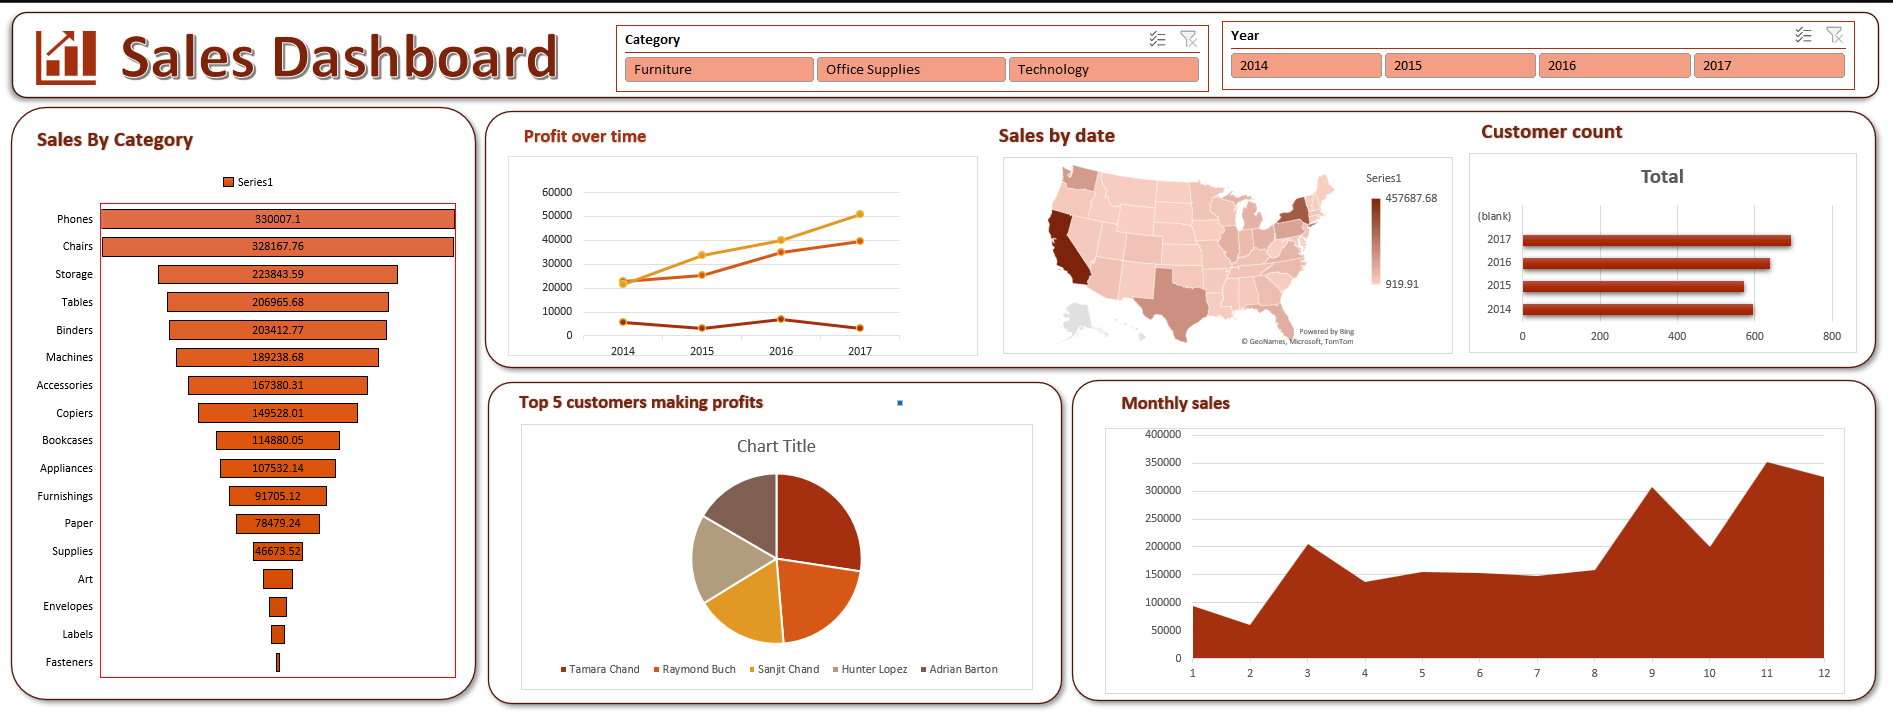 Sales Dashboard
Category
Furniture
Office Supplies
Technology
Year
2014
2015
2016
2017
Sales By Category
Series1
Phones 330007.1
Chairs 328167.76
Storage 223843.59
Tables 206965.68
Binders 203412.77
Machines 189238.68
Accessories 167380.31
Copiers 149528.01
Bookcases 114880.05
Appliances 107532.14
Furnishings 91705.12
Paper 78479.24
Supplies 46673.52
Art
Envelopes
Labels
Fasteners
Profit over time
60000
50000
40000
30000
20000
10000
0
2014 2015 2016 2017
Sales by date
Series1
457687.68
919.91
Powered by Bing
© GeoNames, Microsoft, TomTom
Customer count
Total
(blank)
2017
2016
2015
2014
0 200 400 600 800
Top 5 customers making profits
Chart Title
Tamara Chand Raymond Buch Sanjit Chand Hunter Lopez Adrian Barton
Monthly sales
400000
350000
300000
250000
200000
150000
100000
50000
0
1 2 3 4 5 6 7 8 9 10 11 12